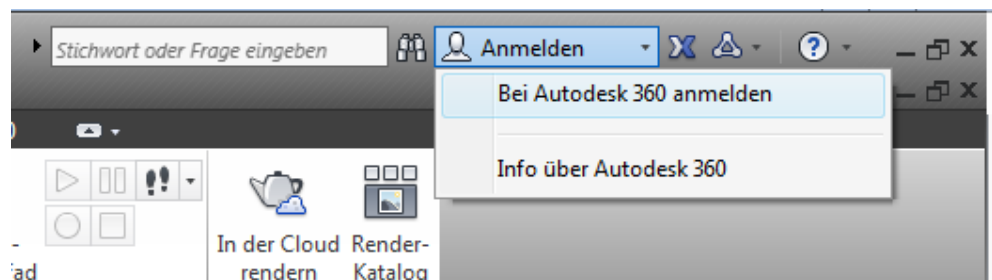 Stichwort oder Frage eingeben
Anmelden
Bei Autodesk 360 anmelden
Info über Autodesk 360
In der Cloud
rendern
Render-
Katalog